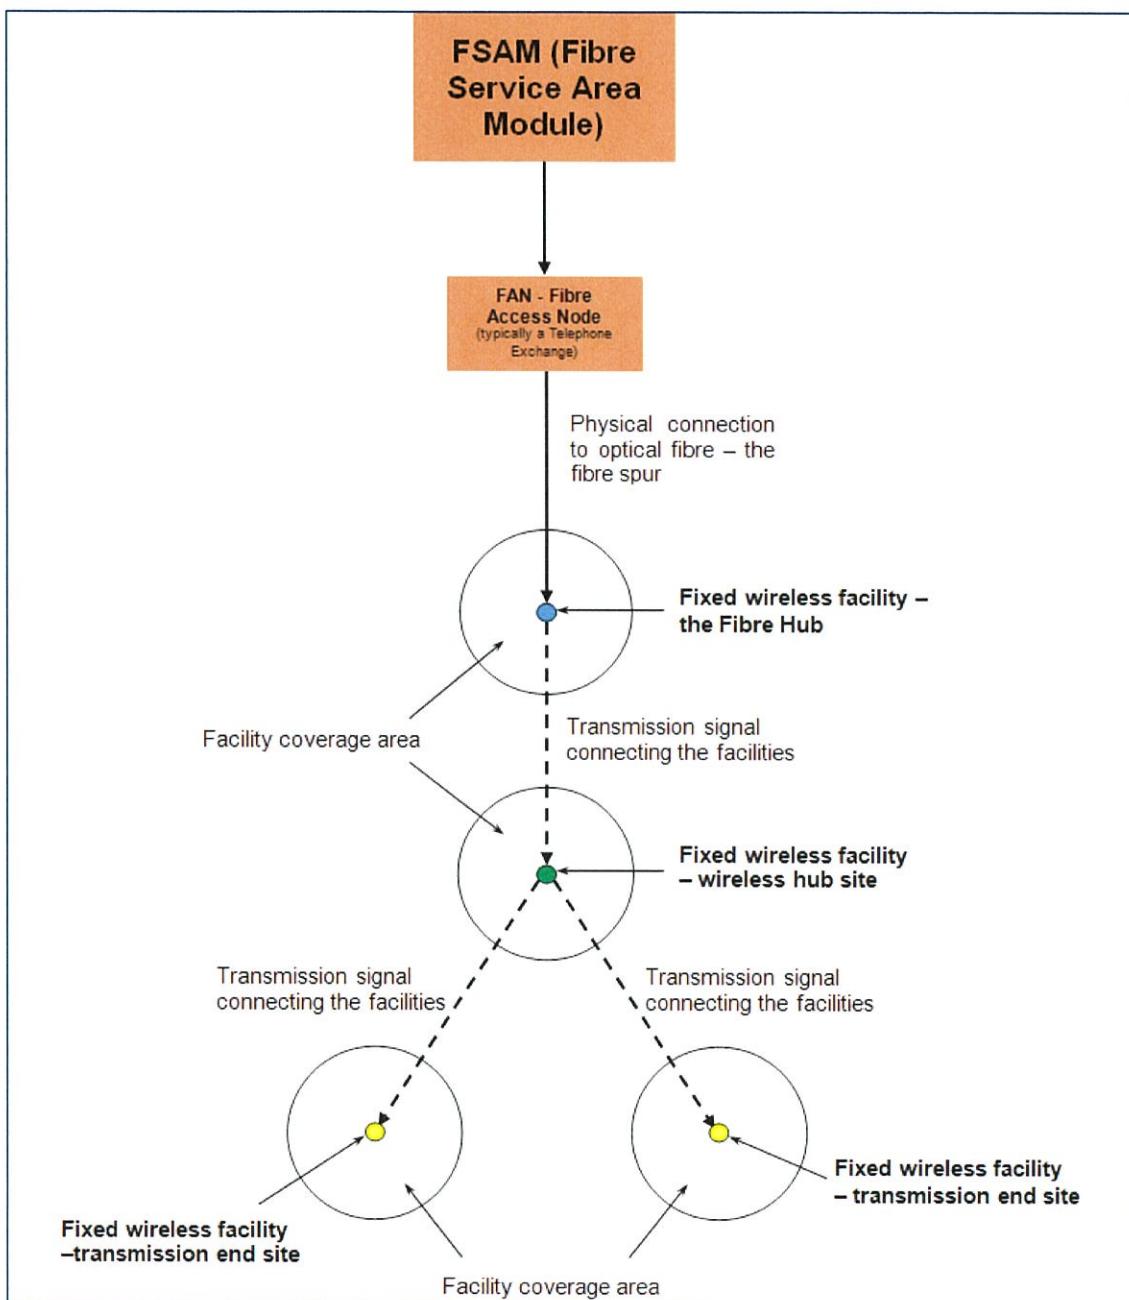 FSAM (Fibre
Service Area
Module)
FAN - Fibre
Access Node
(typically a Telephone
Exchange)
Physical connection
to optical fibre – the
fibre spur
Fixed wireless facility –
the Fibre Hub
Facility coverage area
Transmission signal
connecting the facilities
Fixed wireless facility
– wireless hub site
Transmission signal
connecting the facilities
Transmission signal
connecting the facilities
Fixed wireless facility
– transmission end site
Fixed wireless facility
–transmission end site
Facility coverage area